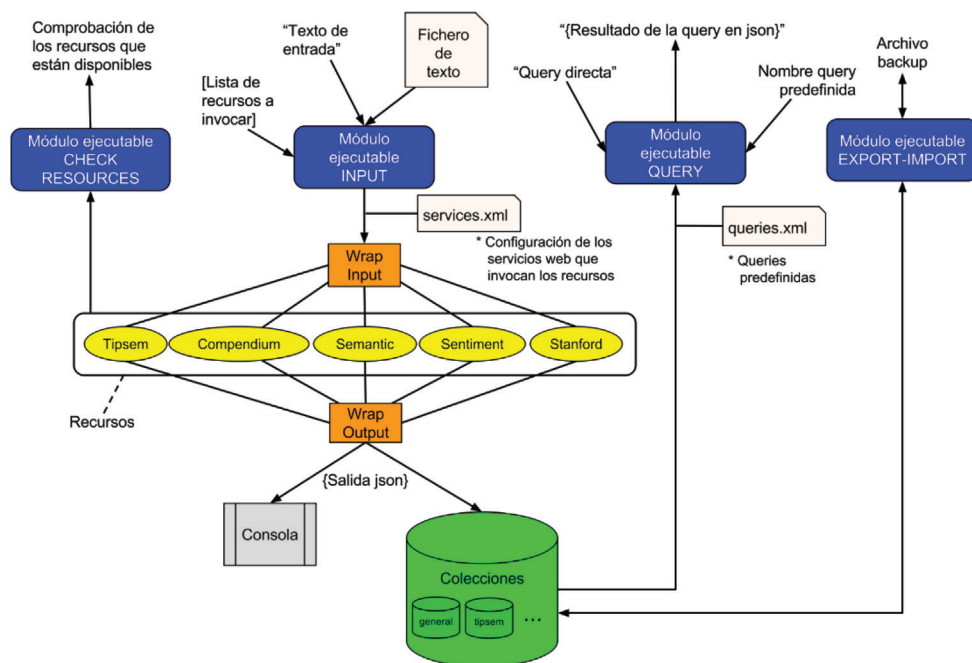 Comprobación de
los recursos que
están disponibles
"Texto de
entrada"
Fichero
de
texto
[Lista de
recursos a
invocar]
"{Resultado de la query en json}"
"Query directa"
Nombre query
predefinida
Archivo
backup
Módulo ejecutable
CHECK
RESOURCES
Módulo
ejecutable
INPUT
Módulo
ejecutable
QUERY
Módulo ejecutable
EXPORT-IMPORT
services.xml
* Configuración de los
servicios web que
invocan los recursos
queries.xml
* Queries
predefinidas
Wrap
Input
Tipsem
Compendium
Semantic
Sentiment
Stanford
Recursos
Wrap
Output
{Salida json}
Consola
Colecciones
general
tipsem
...